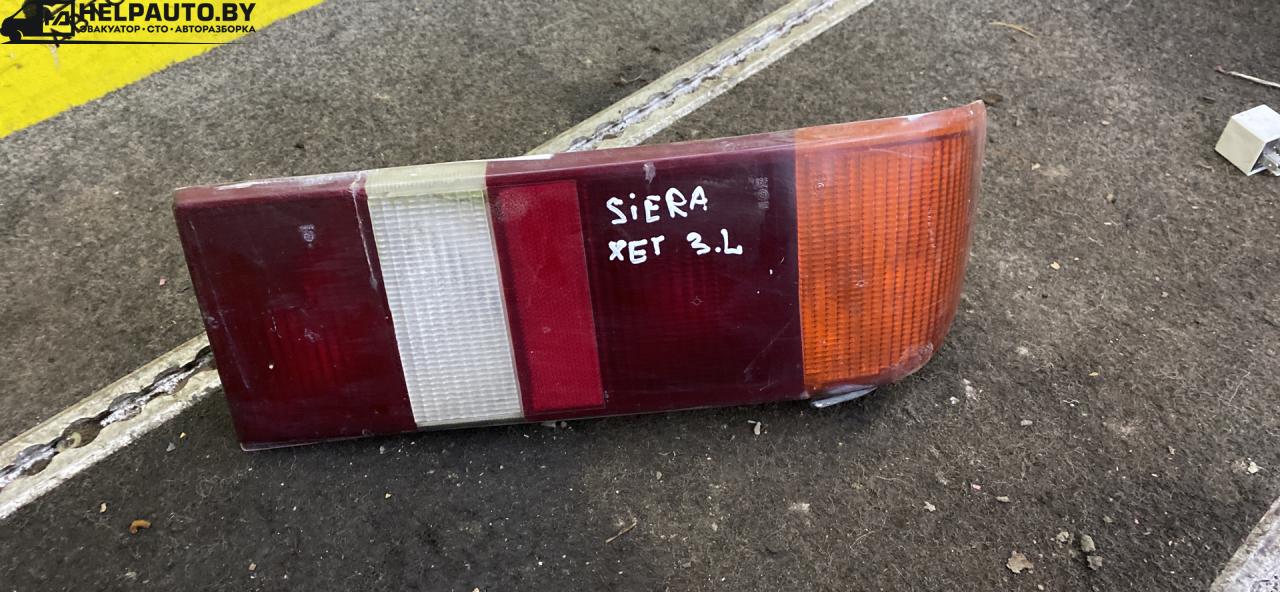 HELPAUTO.BY
ЭВАКУАТОР · СТО · АВТОРАЗБОРКА
SiERA
XET 3.L